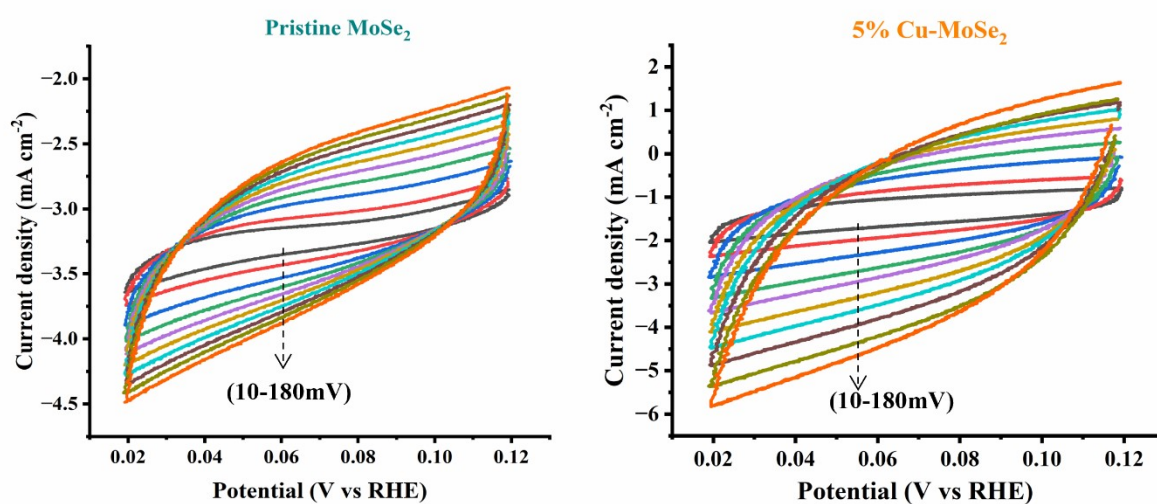 Pristine MoSe₂
−2.0
−2.5
−3.0
−3.5
−4.0
−4.5
Current density (mA cm⁻²)
(10-180mV)
0.02 0.04 0.06 0.08 0.10 0.12
Potential (V vs RHE)
5% Cu-MoSe₂
2
1
0
−1
−2
−3
−4
−5
−6
Current density (mA cm⁻²)
(10-180mV)
0.02 0.04 0.06 0.08 0.10 0.12
Potential (V vs RHE)